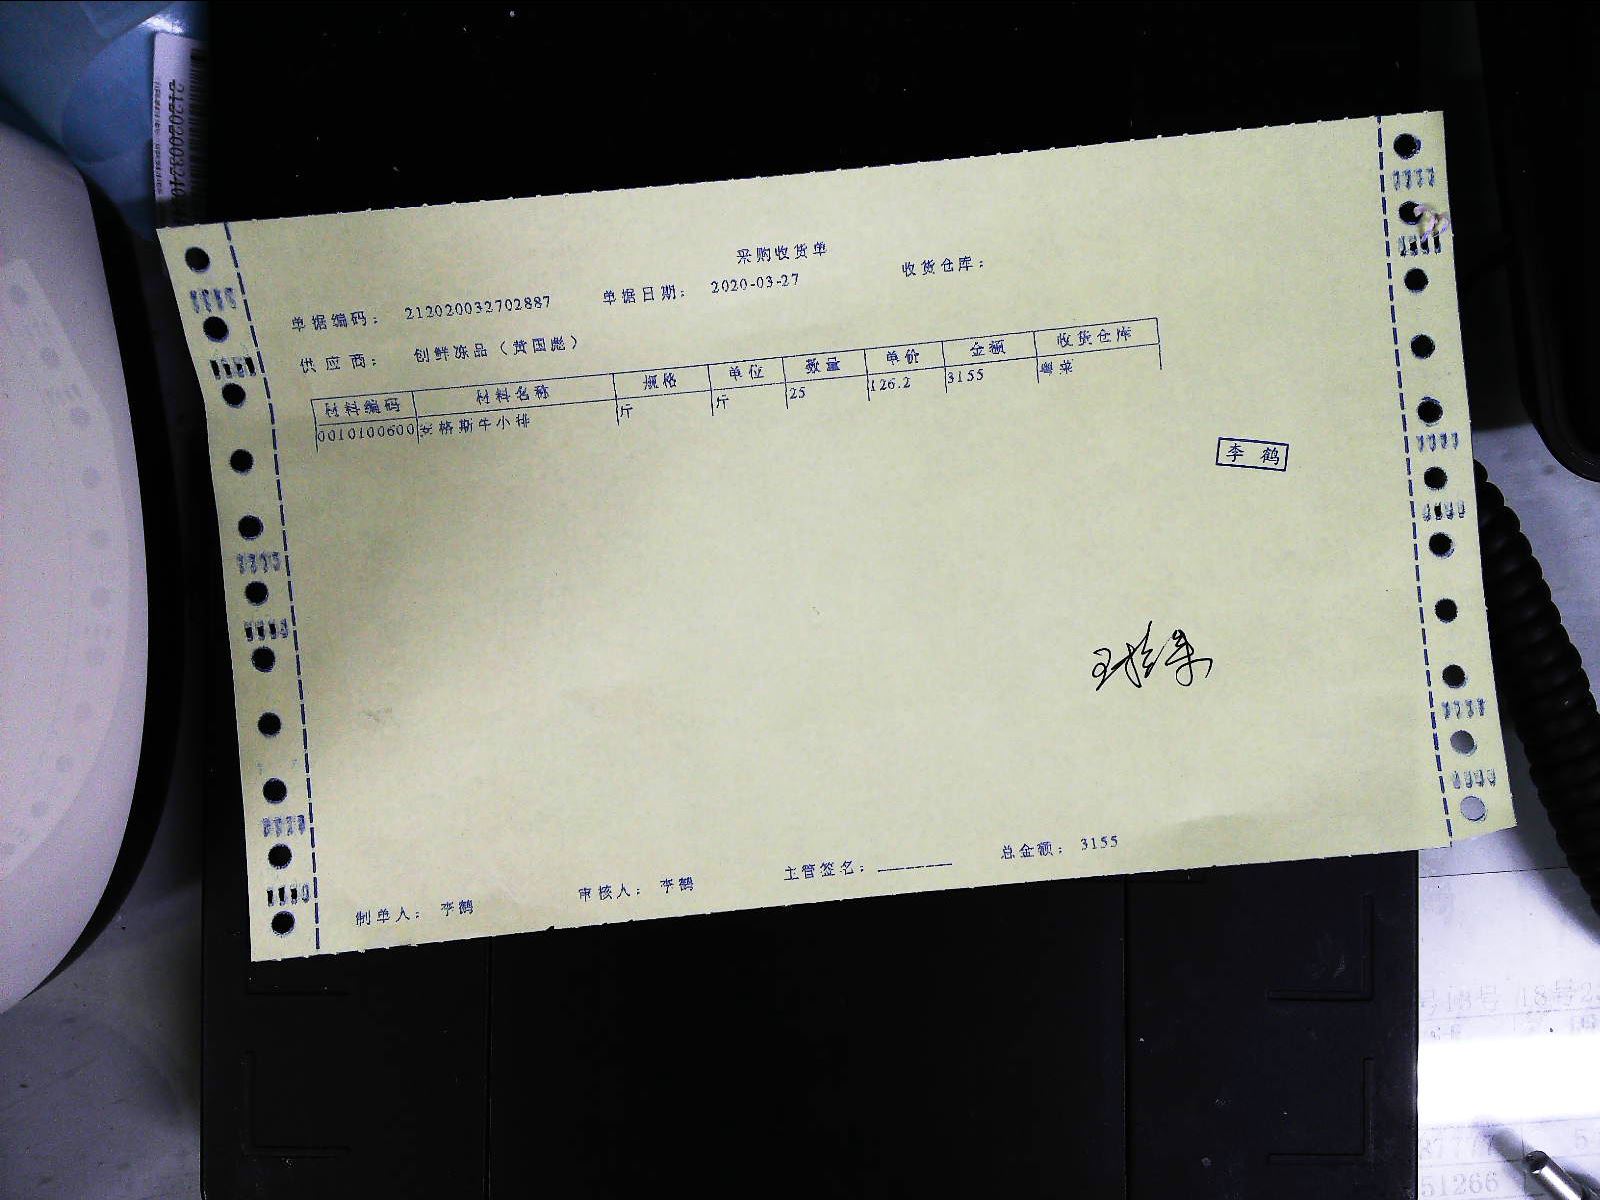 采购收货单
单据编码： 212020032702887 单据日期： 2020-03-27 收货仓库：
供应商： 创鲜冻品（黄国彪）
材料编码 材料名称 规格 单位 数量 单价 金额 收货仓库
0010100600 安格斯牛小排 斤 斤 25 126.2 3155 粤菜
李鹤
制单人： 李鹤 审核人： 李鹤 主管签名：________ 总金额： 3155